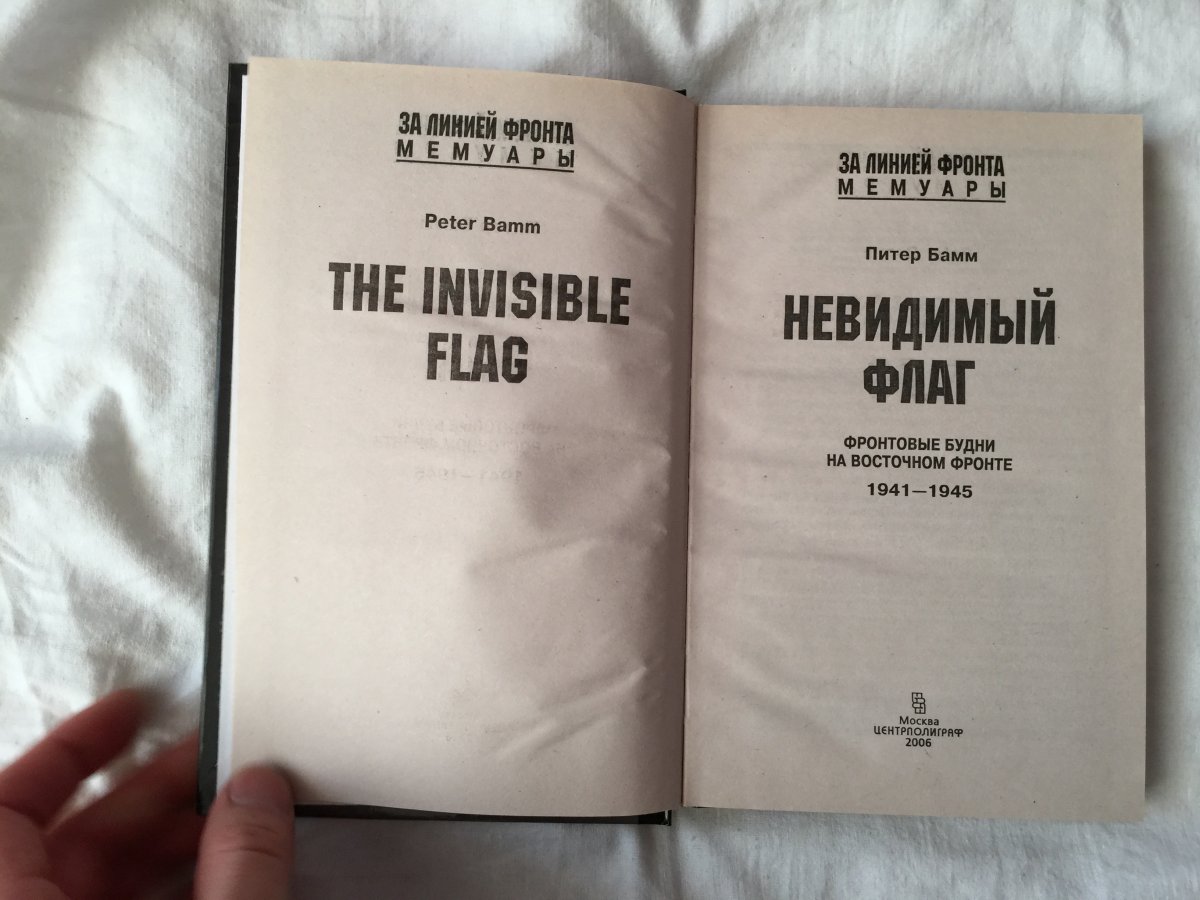 ЗА ЛИНИЕЙ ФРОНТА
МЕМУАРЫ
Peter Bamm
THE INVISIBLE
FLAG
ЗА ЛИНИЕЙ ФРОНТА
МЕМУАРЫ
Питер Бамм
НЕВИДИМЫЙ
ФЛАГ
ФРОНТОВЫЕ БУДНИ
НА ВОСТОЧНОМ ФРОНТЕ
1941—1945
Москва
ЦЕНТРПОЛИГРАФ
2006